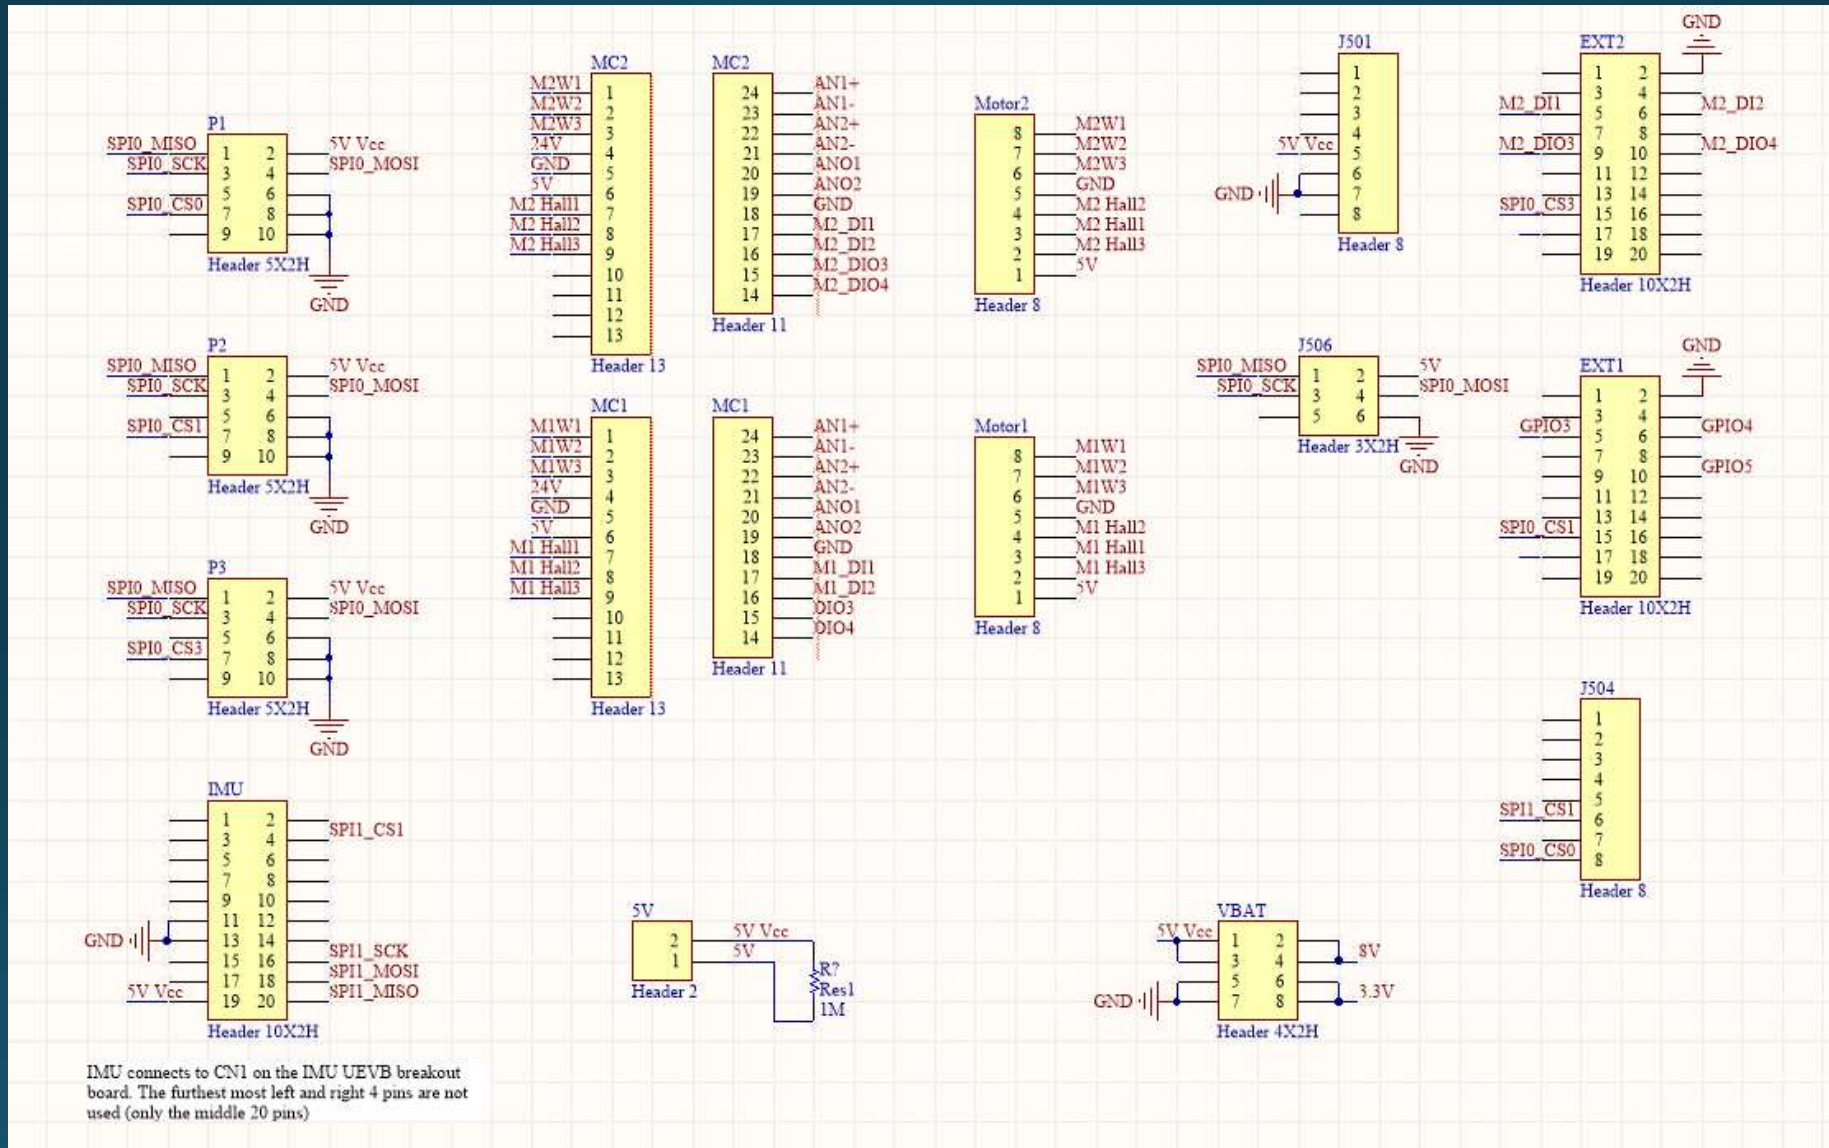 P1
SPI0_MISO 1 2 5V Vcc
SPI0_SCK 3 4 SPI0_MOSI
5 6
SPI0_CS0 7 8
9 10
Header 5X2H
GND
P2
SPI0_MISO 1 2 5V Vcc
SPI0_SCK 3 4 SPI0_MOSI
5 6
SPI0_CS1 7 8
9 10
Header 5X2H
GND
P3
SPI0_MISO 1 2 5V Vcc
SPI0_SCK 3 4 SPI0_MOSI
5 6
SPI0_CS3 7 8
9 10
Header 5X2H
GND
IMU
1 2
3 4 SPI1_CS1
5 6
7 8
9 10
11 12
GND 13 14
15 16 SPI1_SCK
17 18 SPI1_MOSI
5V Vcc 19 20 SPI1_MISO
Header 10X2H
IMU connects to CN1 on the IMU UEVB breakout
board. The furthest most left and right 4 pins are not
used (only the middle 20 pins)
MC2
M2W1 1
M2W2 2
M2W3 3
24V 4
GND 5
5V 6
M2 Hall1 7
M2 Hall2 8
M2 Hall3 9
10
11
12
13
Header 13
MC2
24 AN1+
23 AN1-
22 AN2+
21 AN2-
20 ANO1
19 ANO2
18 GND
17 M2_DI1
16 M2_DI2
15 M2_DIO3
14 M2_DIO4
Header 11
Motor2
8 M2W1
7 M2W2
6 M2W3
5 GND
4 M2 Hall2
3 M2 Hall1
2 M2 Hall3
1 5V
Header 8
MC1
M1W1 1
M1W2 2
M1W3 3
24V 4
GND 5
5V 6
M1 Hall1 7
M1 Hall2 8
M1 Hall3 9
10
11
12
13
Header 13
MC1
24 AN1+
23 AN1-
22 AN2+
21 AN2-
20 ANO1
19 ANO2
18 GND
17 M1_DI1
16 M1_DI2
15 DIO3
14 DIO4
Header 11
Motor1
8 M1W1
7 M1W2
6 M1W3
5 GND
4 M1 Hall2
3 M1 Hall1
2 M1 Hall3
1 5V
Header 8
5V
2 5V Vcc
1 5V
Header 2
R?
Res1
1M
J501
1
2
3
4
5V Vcc 5
6
GND 7
8
Header 8
J506
SPI0_MISO 1 2 5V
SPI0_SCK 3 4 SPI0_MOSI
5 6
Header 3X2H
GND
VBAT
5V Vcc 1 2
3 4 8V
5 6
GND 7 8 3.3V
Header 4X2H
GND
EXT2
1 2
3 4
M2_DI1 5 6 M2_DI2
7 8
M2_DIO3 9 10 M2_DIO4
11 12
13 14
SPI0_CS3 15 16
17 18
19 20
Header 10X2H
GND
EXT1
1 2
3 4
GPIO3 5 6 GPIO4
7 8
9 10 GPIO5
11 12
13 14
SPI0_CS1 15 16
17 18
19 20
Header 10X2H
J504
1
2
3
4
5
SPI1_CS1 6
7
SPI0_CS0 8
Header 8